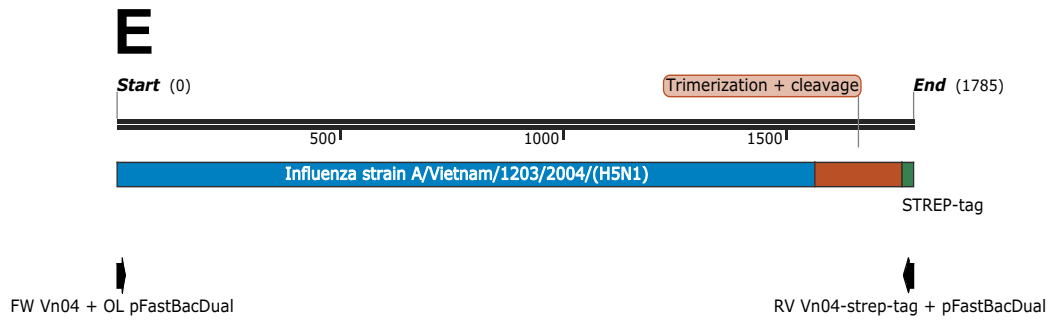 E
Start (0)
Trimerization + cleavage
End (1785)
500
1000
1500
Influenza strain A/Vietnam/1203/2004/(H5N1)
STREP-tag
FW Vn04 + OL pFastBacDual
RV Vn04-strep-tag + pFastBacDual